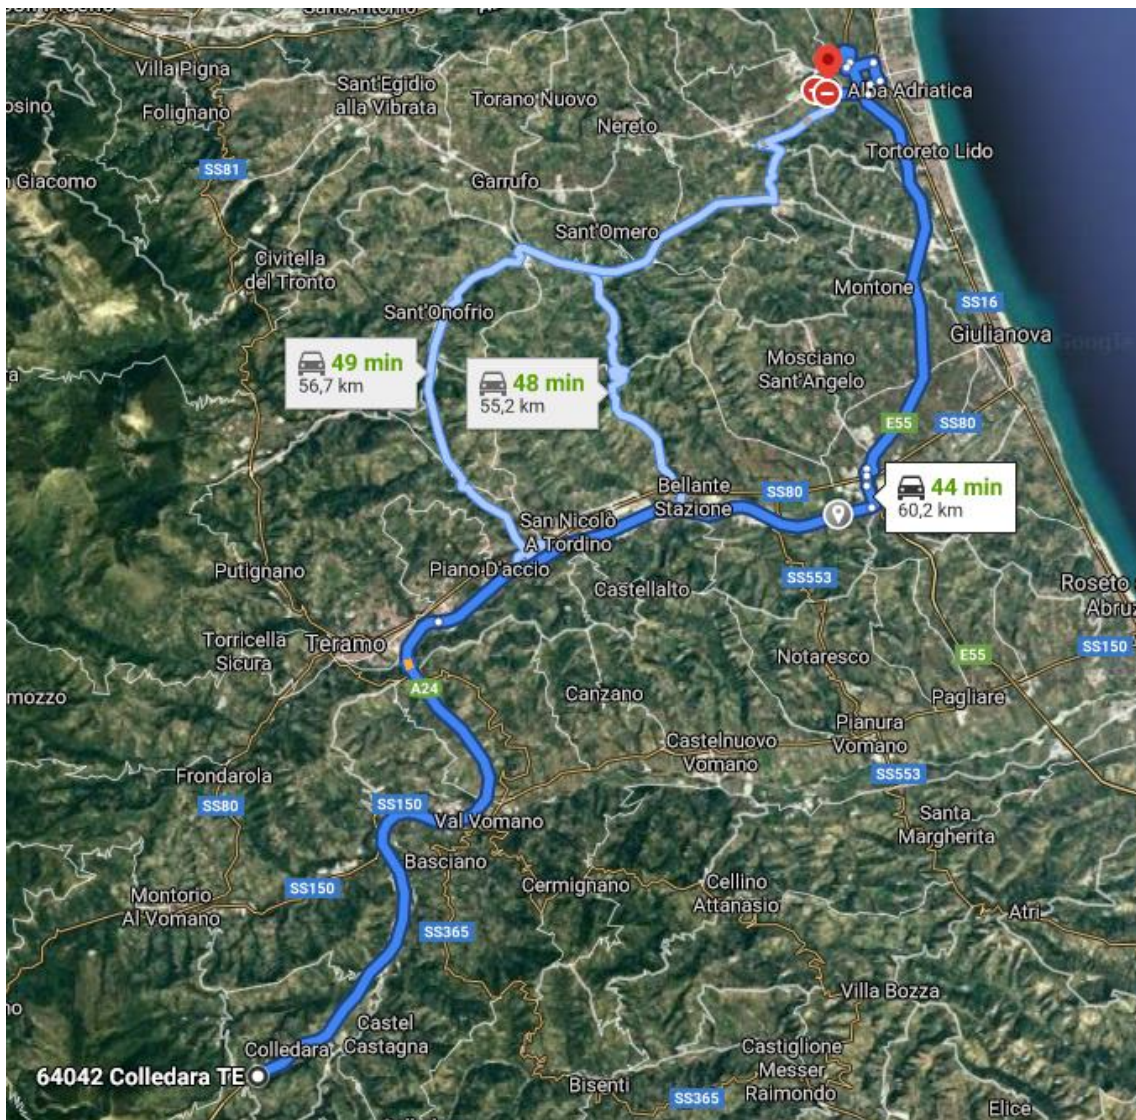 Sant'Antonio
Villa Pigna
Sant'Egidio
alla Vibrata
Torano Nuovo
Alba Adriatica
Folignano
Nereto
Tortoreto Lido
SS81
Garrufo
Sant'Omero
Civitella
del Tronto
Montone
SS16
Sant'Onofrio
Giulianova
Google
49 min
56,7 km
48 min
55,2 km
Mosciano
Sant'Angelo
E55
SS80
Bellante
Stazione
SS80
44 min
60,2 km
San Nicolò
A Tordino
Piano D'accio
Putignano
Castellalto
SS553
Roseto
Abruz
Torricella
Sicura
Teramo
Notaresco
E55
SS150
A24
Canzano
Pagliare
Pianura
Vomano
Castelnuovo
Vomano
Frondarola
SS553
SS80
SS150
Val Vomano
Santa
Margherita
Basciano
SS150
Cermignano
Cellino
Attanasio
Montorio
Al Vomano
Atri
SS365
Villa Bozza
Castel
Castagna
Colledara
64042 Colledara TE
Castiglione
Messer
Raimondo
Bisenti
SS365
Elice